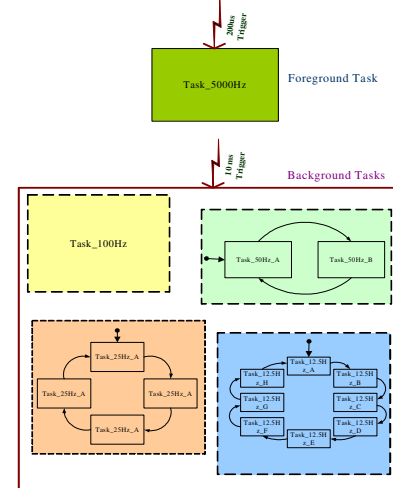 200us
Trigger
Task_5000Hz
Foreground Task
10 ms
Trigger
Background Tasks
Task_100Hz
Task_50Hz_A
Task_50Hz_B
Task_25Hz_A
Task_25Hz_A
Task_25Hz_A
Task_25Hz_A
Task_12.5H
z_A
Task_12.5H
z_B
Task_12.5H
z_C
Task_12.5H
z_D
Task_12.5H
z_E
Task_12.5H
z_F
Task_12.5H
z_G
Task_12.5H
z_H